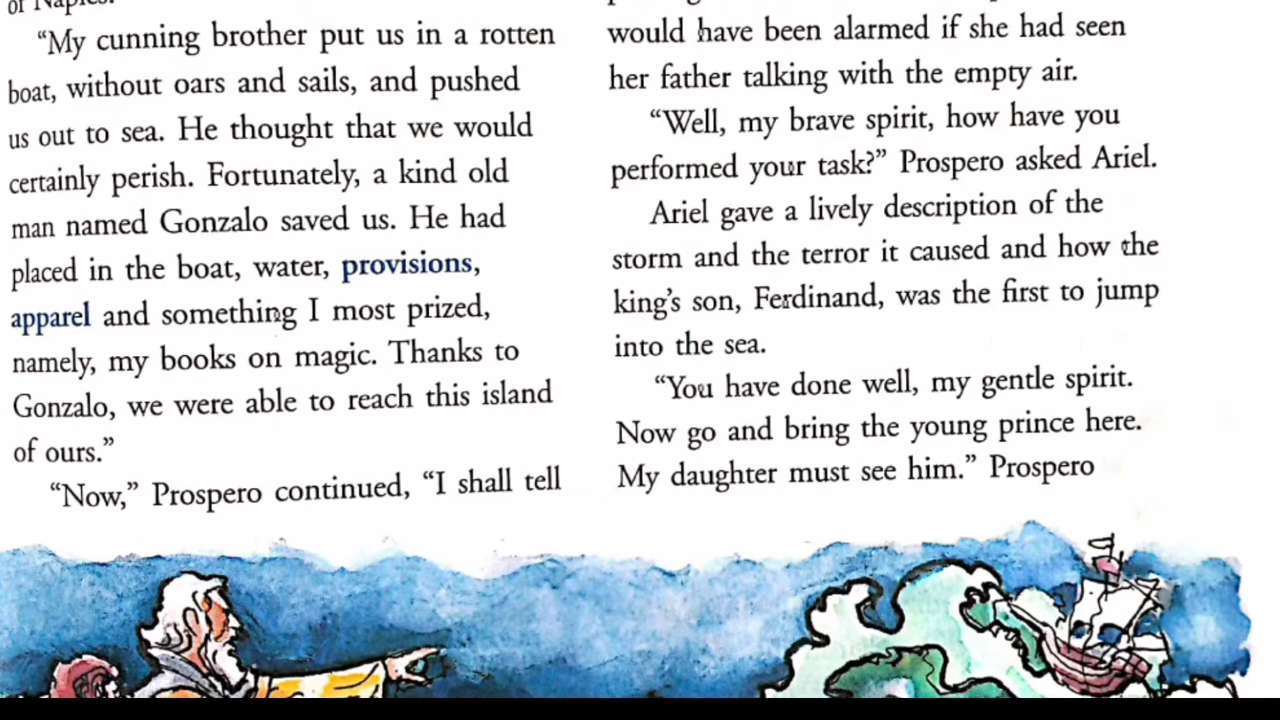 of Naples.
“My cunning brother put us in a rotten
boat, without oars and sails, and pushed
us out to sea. He thought that we would
certainly perish. Fortunately, a kind old
man named Gonzalo saved us. He had
placed in the boat, water, provisions,
apparel and something I most prized,
namely, my books on magic. Thanks to
Gonzalo, we were able to reach this island
of ours.”
“Now,” Prospero continued, “I shall tell
would have been alarmed if she had seen
her father talking with the empty air.
“Well, my brave spirit, how have you
performed your task?” Prospero asked Ariel.
Ariel gave a lively description of the
storm and the terror it caused and how the
king’s son, Ferdinand, was the first to jump
into the sea.
“You have done well, my gentle spirit.
Now go and bring the young prince here.
My daughter must see him.” Prospero